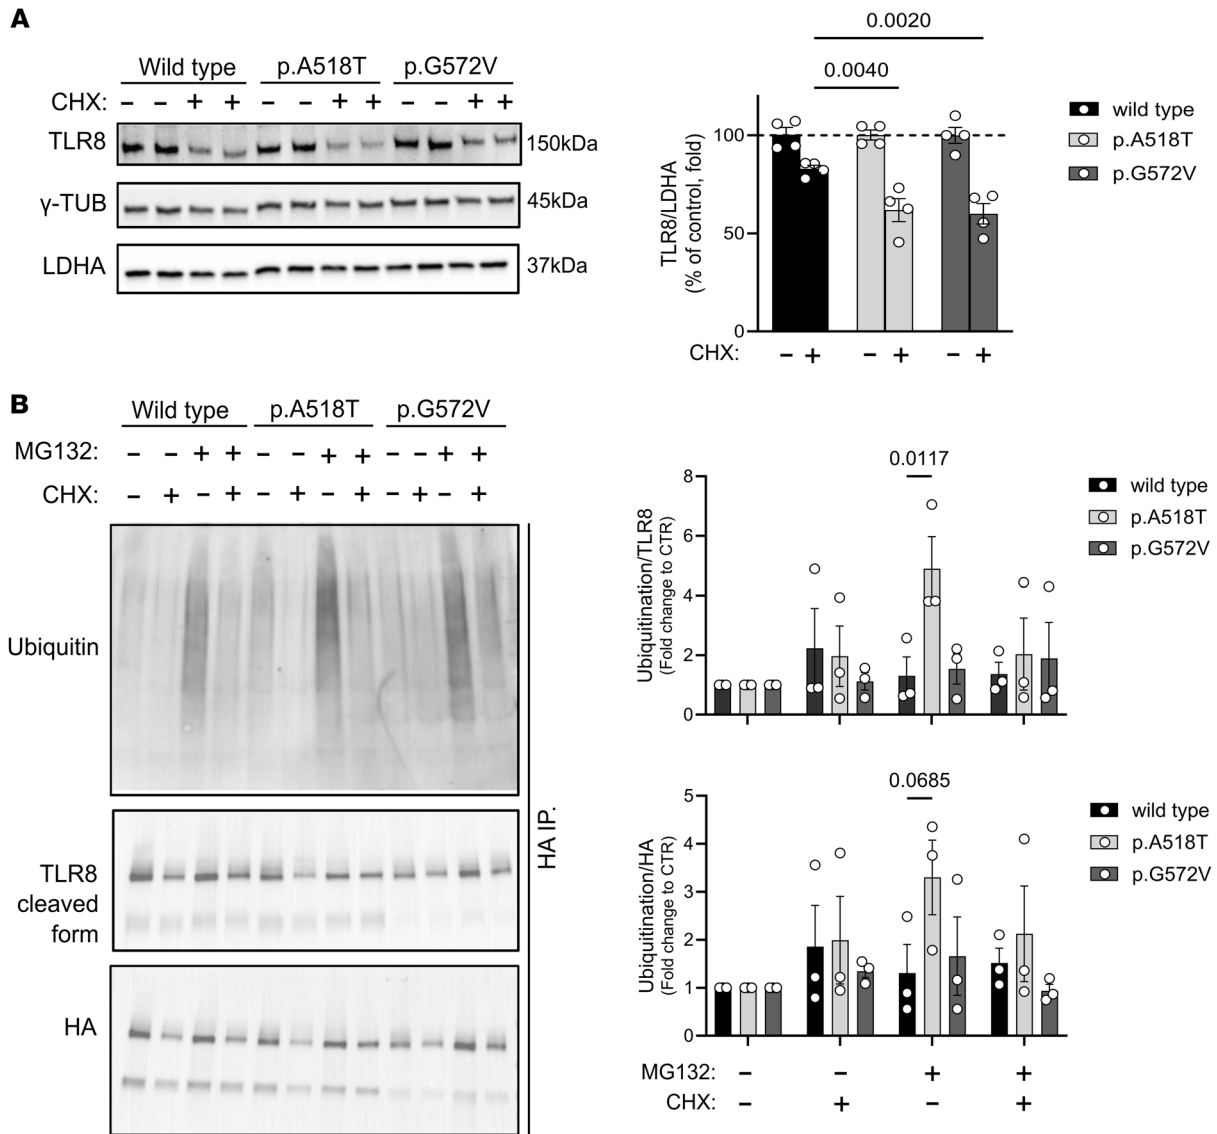 A
Wild type p.A518T p.G572V
CHX: – – + + – – + + – – + +
TLR8 150kDa
γ-TUB 45kDa
LDHA 37kDa
0.0020
0.0040
TLR8/LDHA
(% of control, fold)
100
50
0
CHX: – + – + – +
wild type
p.A518T
p.G572V
B
Wild type p.A518T p.G572V
MG132: – – + + – – + + – – + +
CHX: – + – + – + – + – + – +
Ubiquitin
TLR8
cleaved
form
HA
HA IP.
0.0117
Ubiquitination/TLR8
(Fold change to CTR)
8
6
4
2
0
wild type
p.A518T
p.G572V
0.0685
Ubiquitination/HA
(Fold change to CTR)
5
4
3
2
1
0
wild type
p.A518T
p.G572V
MG132: – – + +
CHX: – + – +